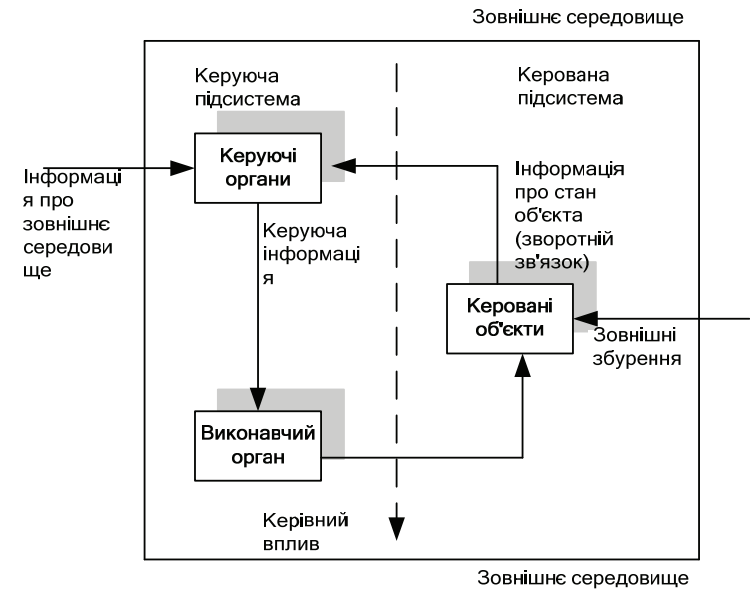 Зовнішнє середовище
Керуюча
підсистема
Керована
підсистема
Керуючі
органи
Інформаці
я про
зовнішнє
середови
ще
Інформація
про стан
об'єкта
(зворотній
зв'язок)
Керуюча
інформаці
я
Керовані
об'єкти
Зовнішні
збурення
Виконавчий
орган
Керівний
вплив
Зовнішнє середовище